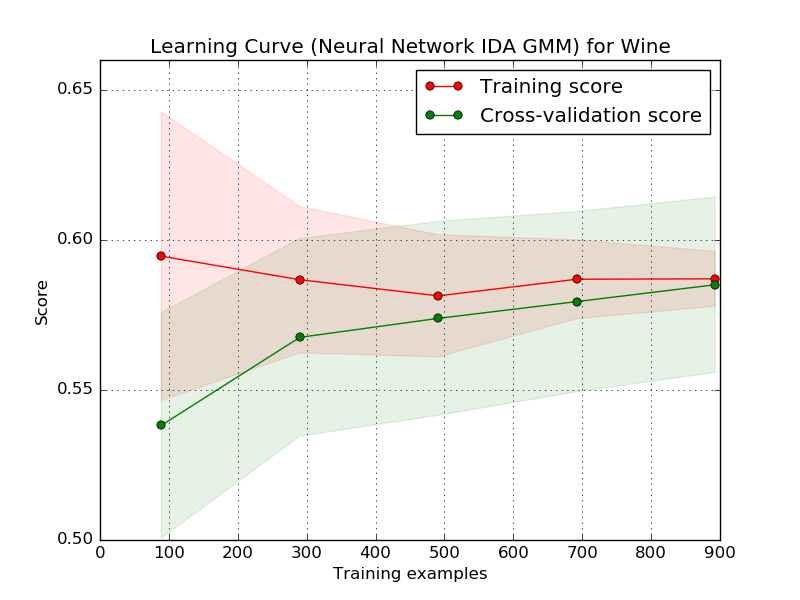 Learning Curve (Neural Network IDA GMM) for Wine
Training score
Cross-validation score
0.65
0.60
0.55
0.50
Score
0 100 200 300 400 500 600 700 800 900
Training examples